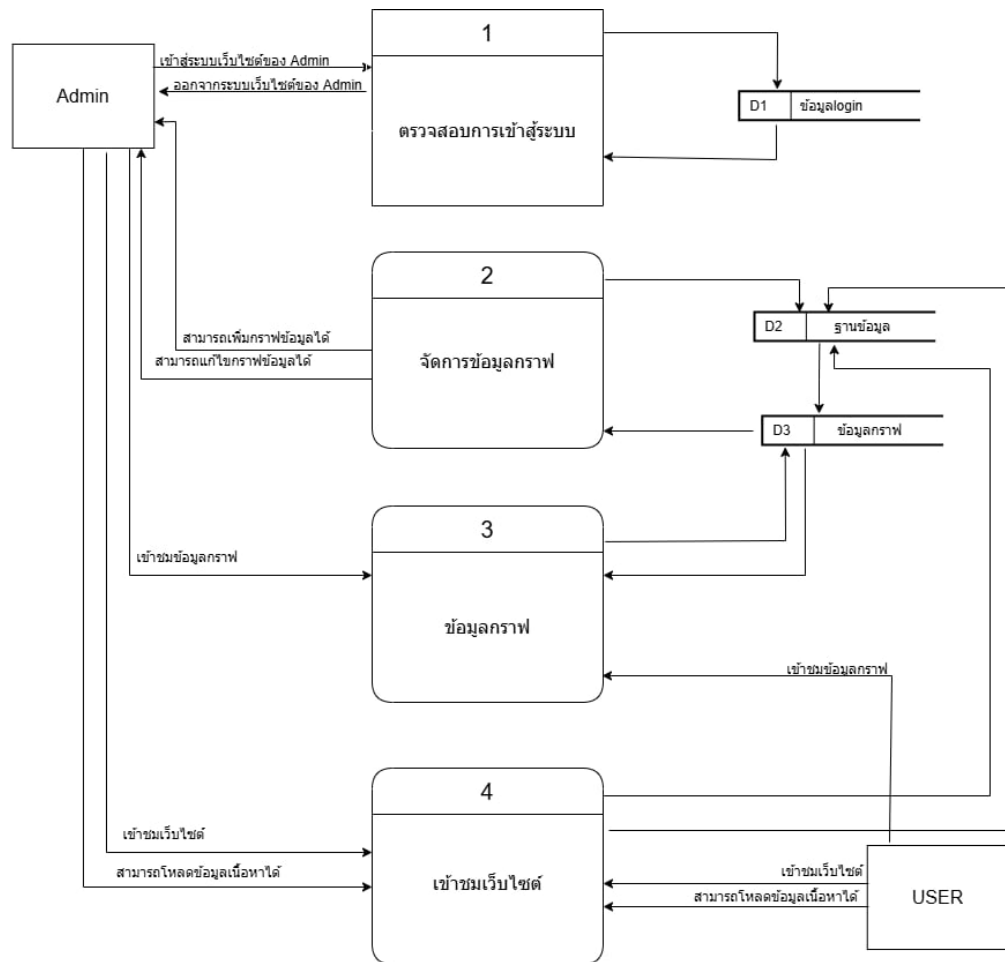 1
เข้าสู่ระบบเว็บไซต์ของ Admin
Admin
ออกจากระบบเว็บไซต์ของ Admin
D1 ข้อมูลlogin
ตรวจสอบการเข้าสู่ระบบ
2
D2 ฐานข้อมูล
สามารถเพิ่มกราฟข้อมูลได้
สามารถแก้ไขกราฟข้อมูลได้
จัดการข้อมูลกราฟ
D3 ข้อมูลกราฟ
3
เข้าชมข้อมูลกราฟ
ข้อมูลกราฟ
เข้าชมข้อมูลกราฟ
4
เข้าชมเว็บไซต์
สามารถโหลดข้อมูลเนื้อหาได้
เข้าชมเว็บไซต์
เข้าชมเว็บไซต์
สามารถโหลดข้อมูลเนื้อหาได้
USER